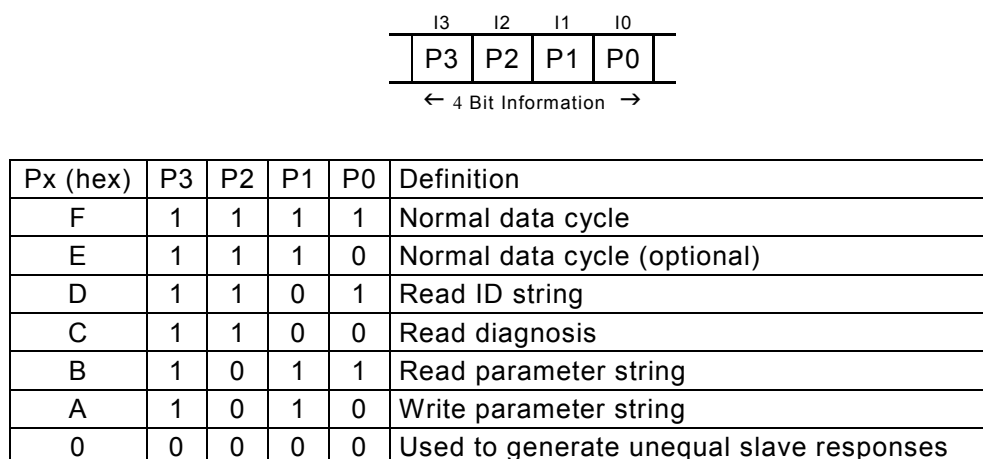 I3 I2 I1 I0
P3 P2 P1 P0
← 4 Bit Information →
Px (hex) P3 P2 P1 P0 Definition
F 1 1 1 1 Normal data cycle
E 1 1 1 0 Normal data cycle (optional)
D 1 1 0 1 Read ID string
C 1 1 0 0 Read diagnosis
B 1 0 1 1 Read parameter string
A 1 0 1 0 Write parameter string
0 0 0 0 0 Used to generate unequal slave responses